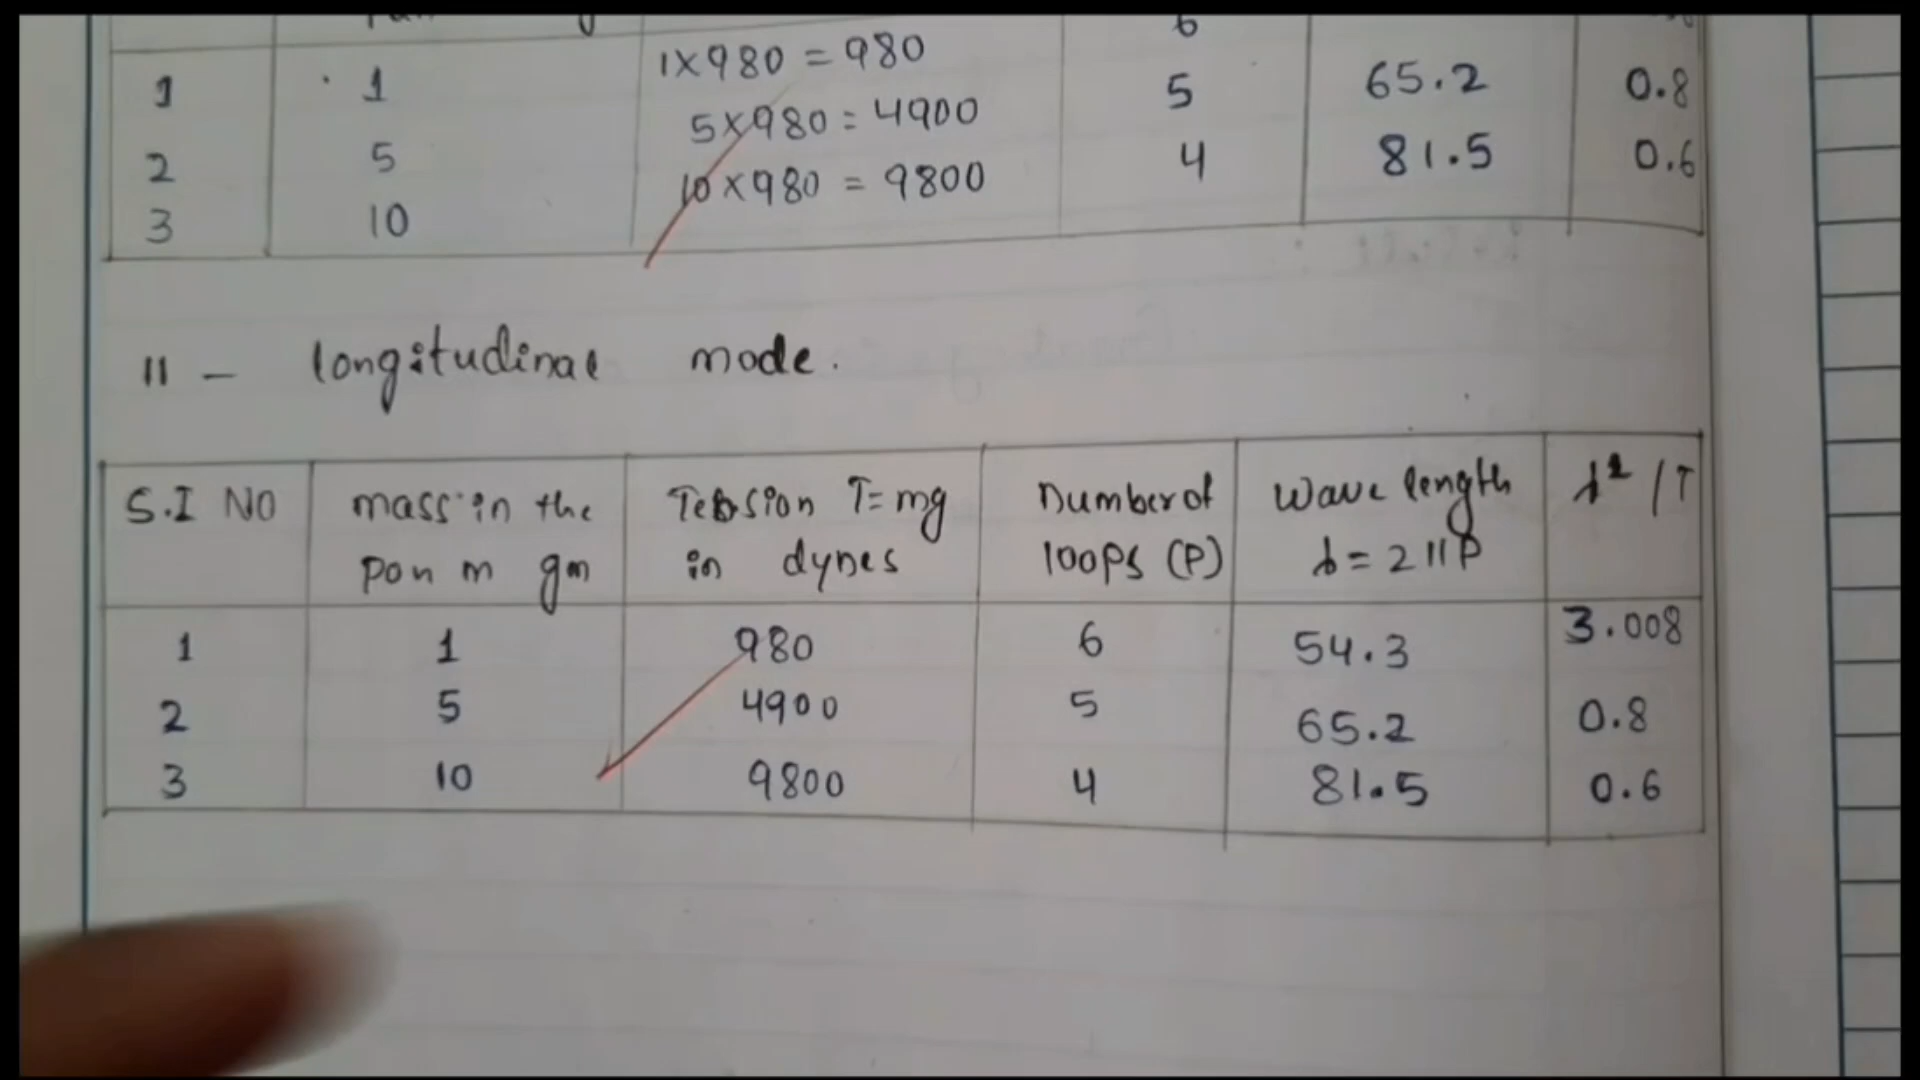 6
1 1 1×980 = 980 5 65.2 0.8
2 5 5×980 = 4900 4 81.5 0.6
3 10 10×980 = 9800
II - longitudinal mode.
S.I NO mass in the pan m gm Tension T=mg in dynes Number of loops (P) Wave length λ = 2 l/p λ² /T
1 1 980 6 54.3 3.008
2 5 4900 5 65.2 0.8
3 10 9800 4 81.5 0.6